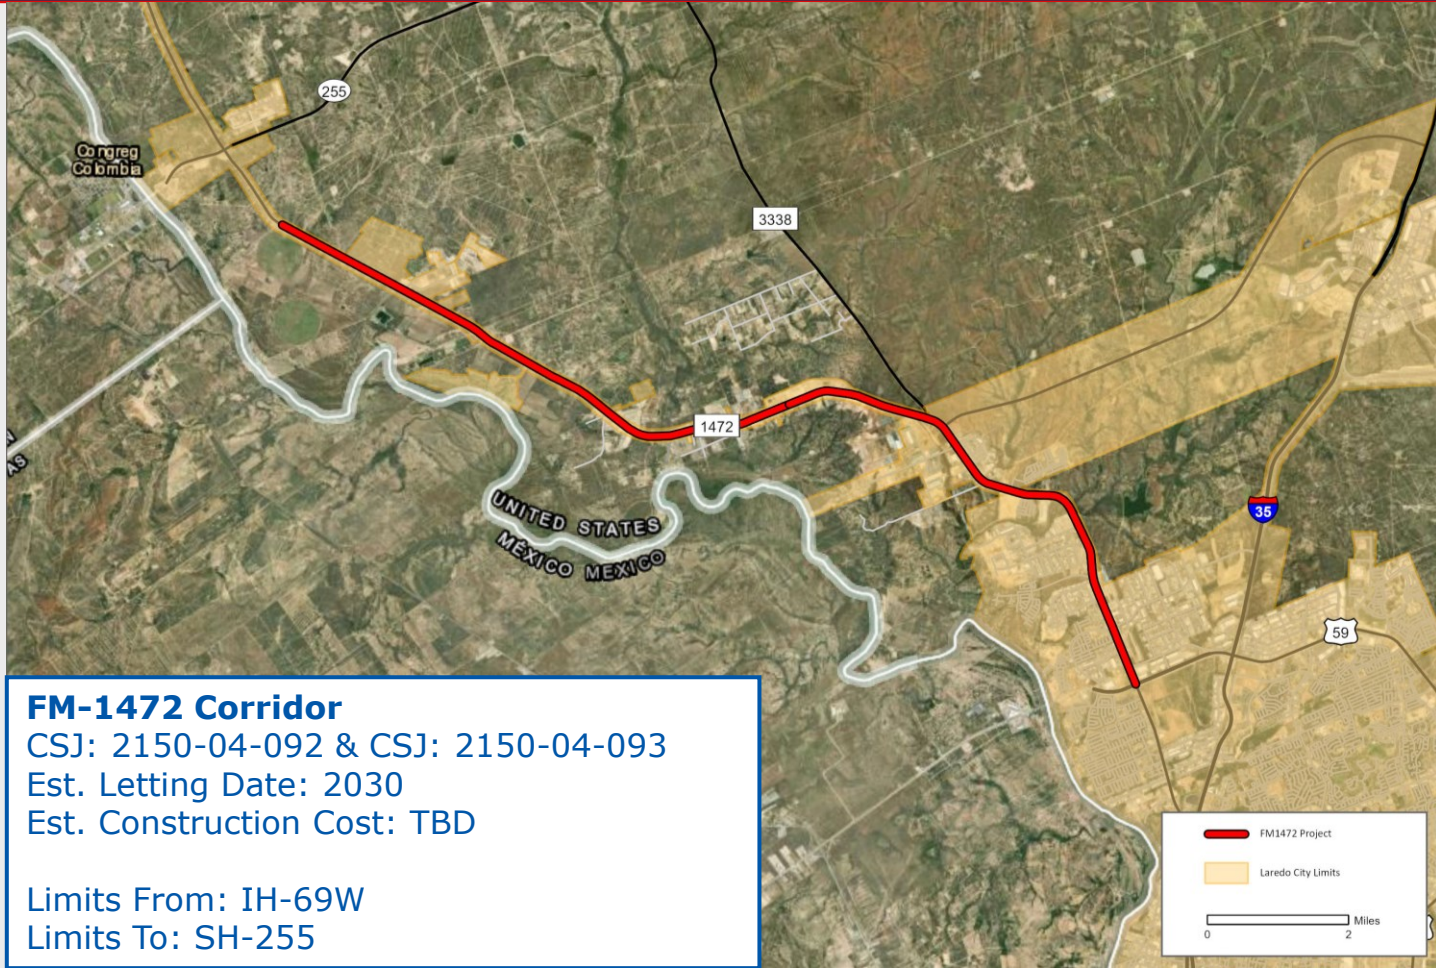 255
Congreg
Colombia
3338
1472
UNITED STATES
MÉXICO MEXICO
35
59
AS
FM-1472 Corridor
CSJ: 2150-04-092 & CSJ: 2150-04-093
Est. Letting Date: 2030
Est. Construction Cost: TBD
Limits From: IH-69W
Limits To: SH-255
FM1472 Project
Laredo City Limits
Miles
0
2